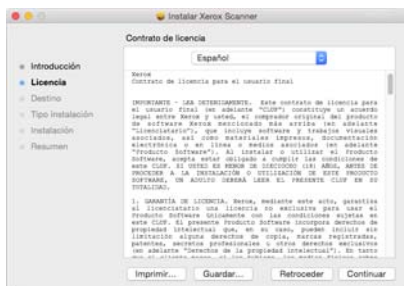 Instalar Xerox Scanner
Contrato de licencia
Español
Introducción
Licencia
Destino
Tipo instalación
Instalación
Resumen
Xerox
Contrato de licencia para el usuario final
IMPORTANTE - LEA DETENIDAMENTE. Este contrato de licencia para
el usuario final (en adelante "CLUF") constituye un acuerdo
legal entre Xerox y usted, el comprador original del producto
de software Xerox mencionado más arriba (en adelante
"Licenciatario"), que incluye software y trabajos visuales
asociados, así como materiales impresos, documentación
electrónica o en línea o medios asociados (en adelante
"Producto Software"). Al instalar o utilizar el Producto
Software, acepta estar obligado a cumplir las condiciones de
este CLUF. SI USTED ES MENOR DE DIECIOCHO (18) AÑOS, ANTES DE
PROCEDER A LA INSTALACIÓN O UTILIZACIÓN DE ESTE PRODUCTO
SOFTWARE, UN ADULTO DEBERÁ LEER EL PRESENTE CLUF EN SU
TOTALIDAD.
1. GARANTÍA DE LICENCIA. Xerox, mediante este acto, garantiza
al licenciatario una licencia no exclusiva para usar el
Producto Software únicamente con las condiciones sujetas en
este CLUF. El presente Producto Software incorpora derechos de
propiedad intelectual que, en su caso, pueden incluir sin
limitación alguna derechos de copia, marcas registradas,
patentes, secretos profesionales u otros derechos exclusivos
(en adelante "Derechos de la propiedad intelectual"). En tanto
Imprimir...
Guardar...
Retroceder
Continuar